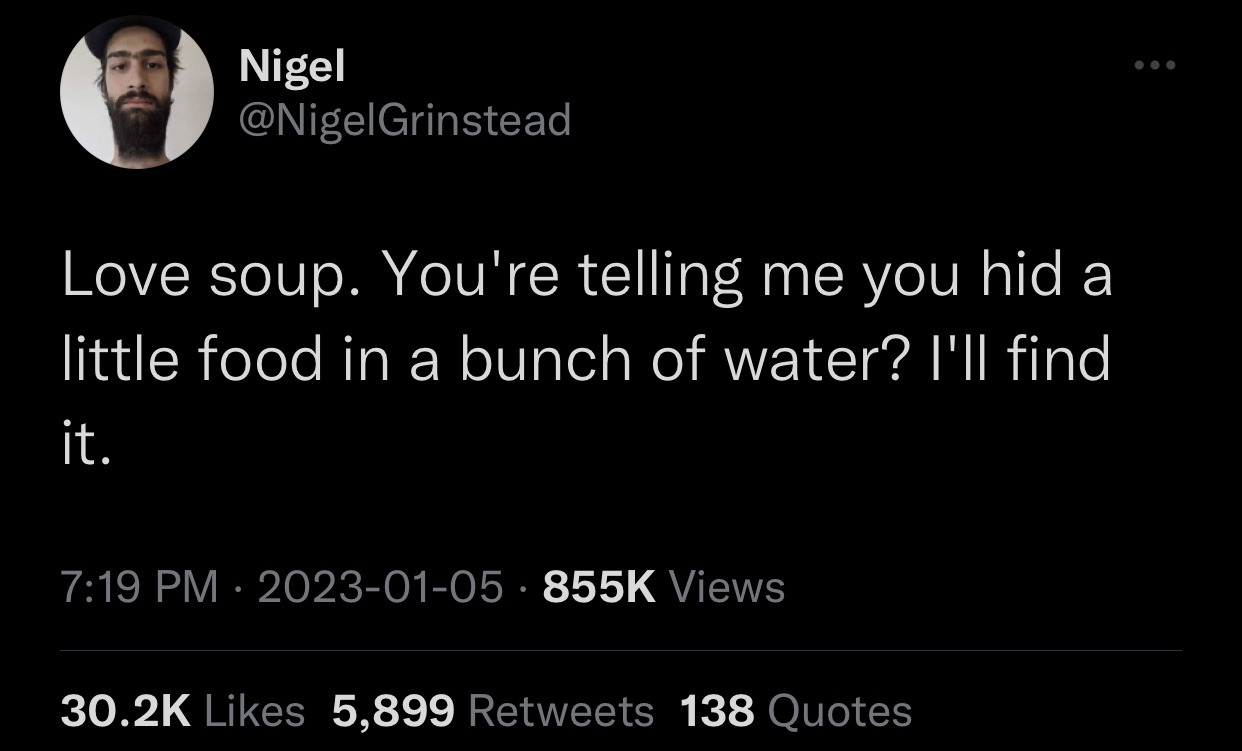 Nigel
@NigelGrinstead
Love soup. You're telling me you hid a
little food in a bunch of water? I'll find
it.
7:19 PM · 2023-01-05 · 855K Views
30.2K Likes 5,899 Retweets 138 Quotes